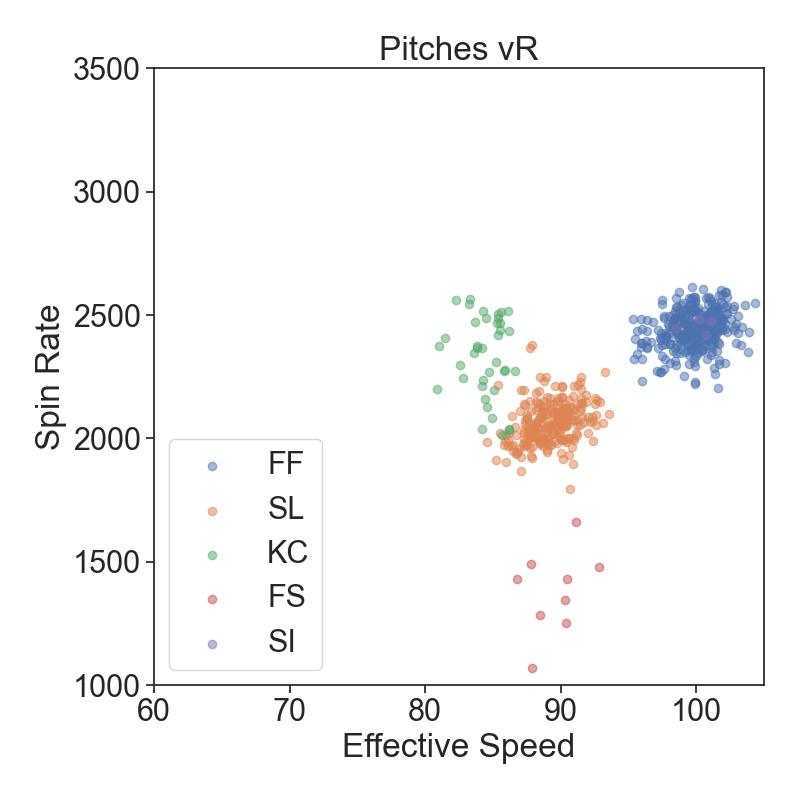 Pitches vR
3500
3000
2500
2000
1500
1000
Spin Rate
FF
SL
KC
FS
SI
60 70 80 90 100
Effective Speed